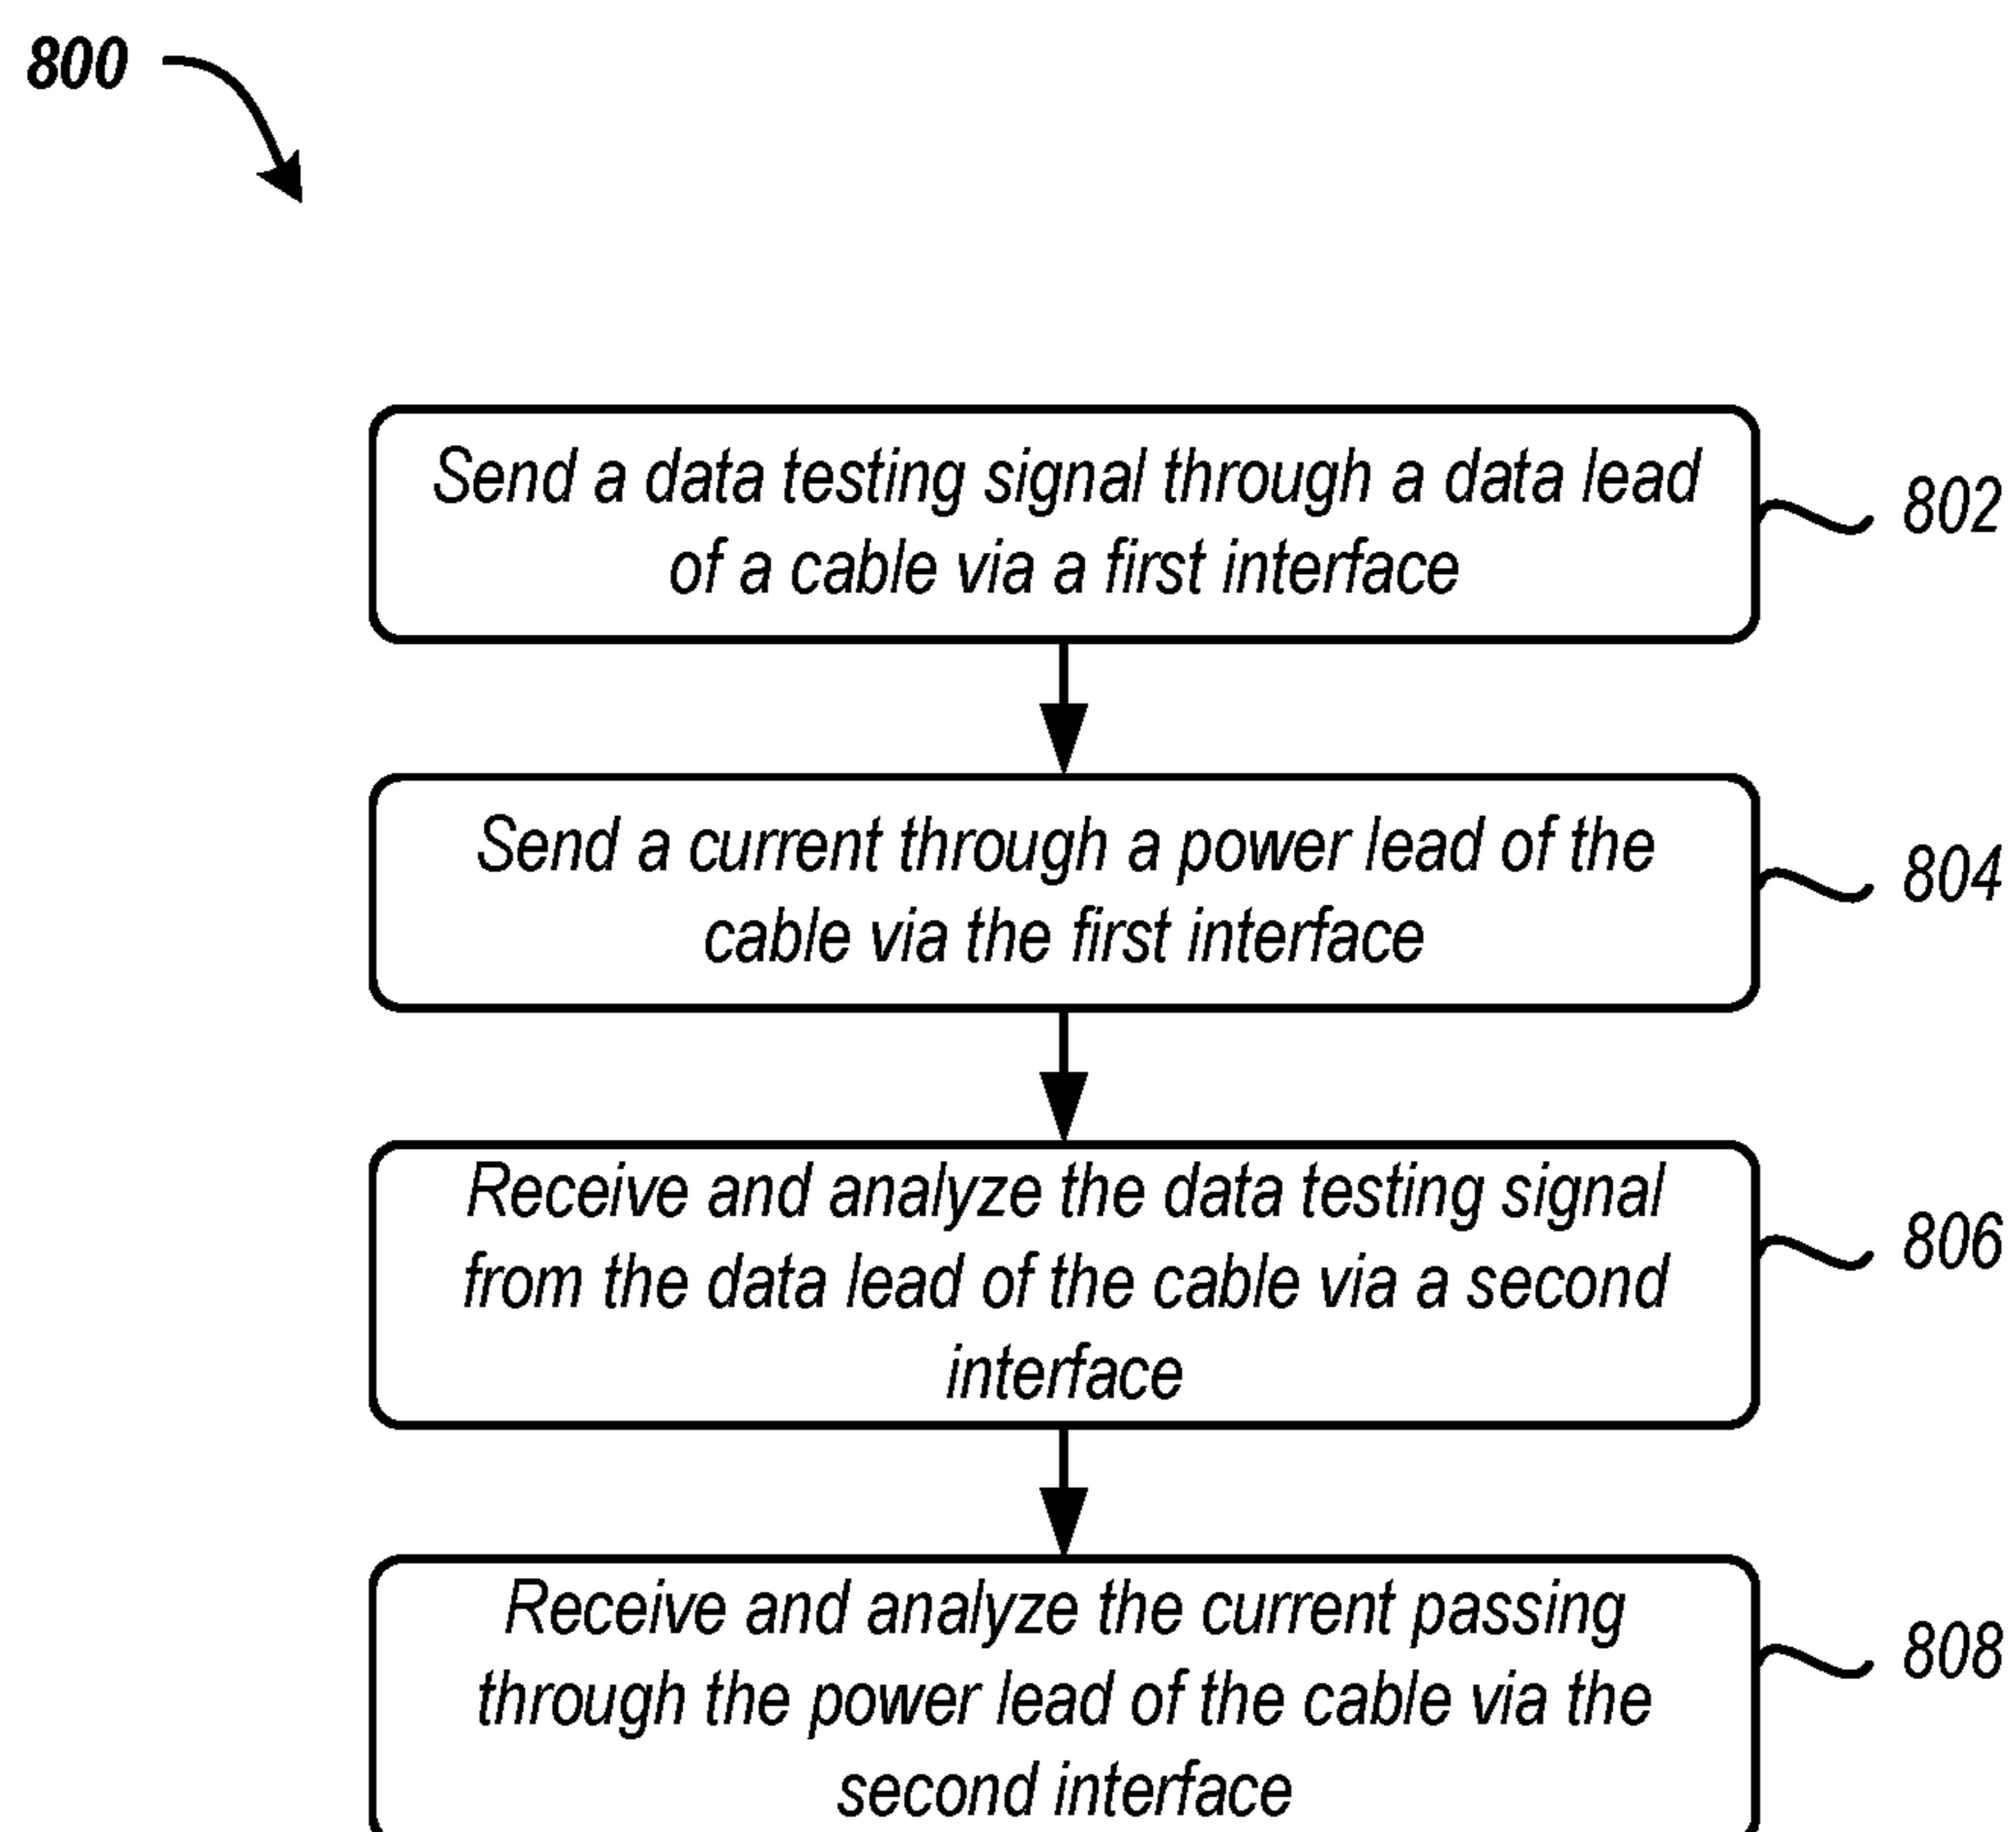 800
Send a data testing signal through a data lead
of a cable via a first interface
802
Send a current through a power lead of the
cable via the first interface
804
Receive and analyze the data testing signal
from the data lead of the cable via a second
interface
806
Receive and analyze the current passing
through the power lead of the cable via the
second interface
808